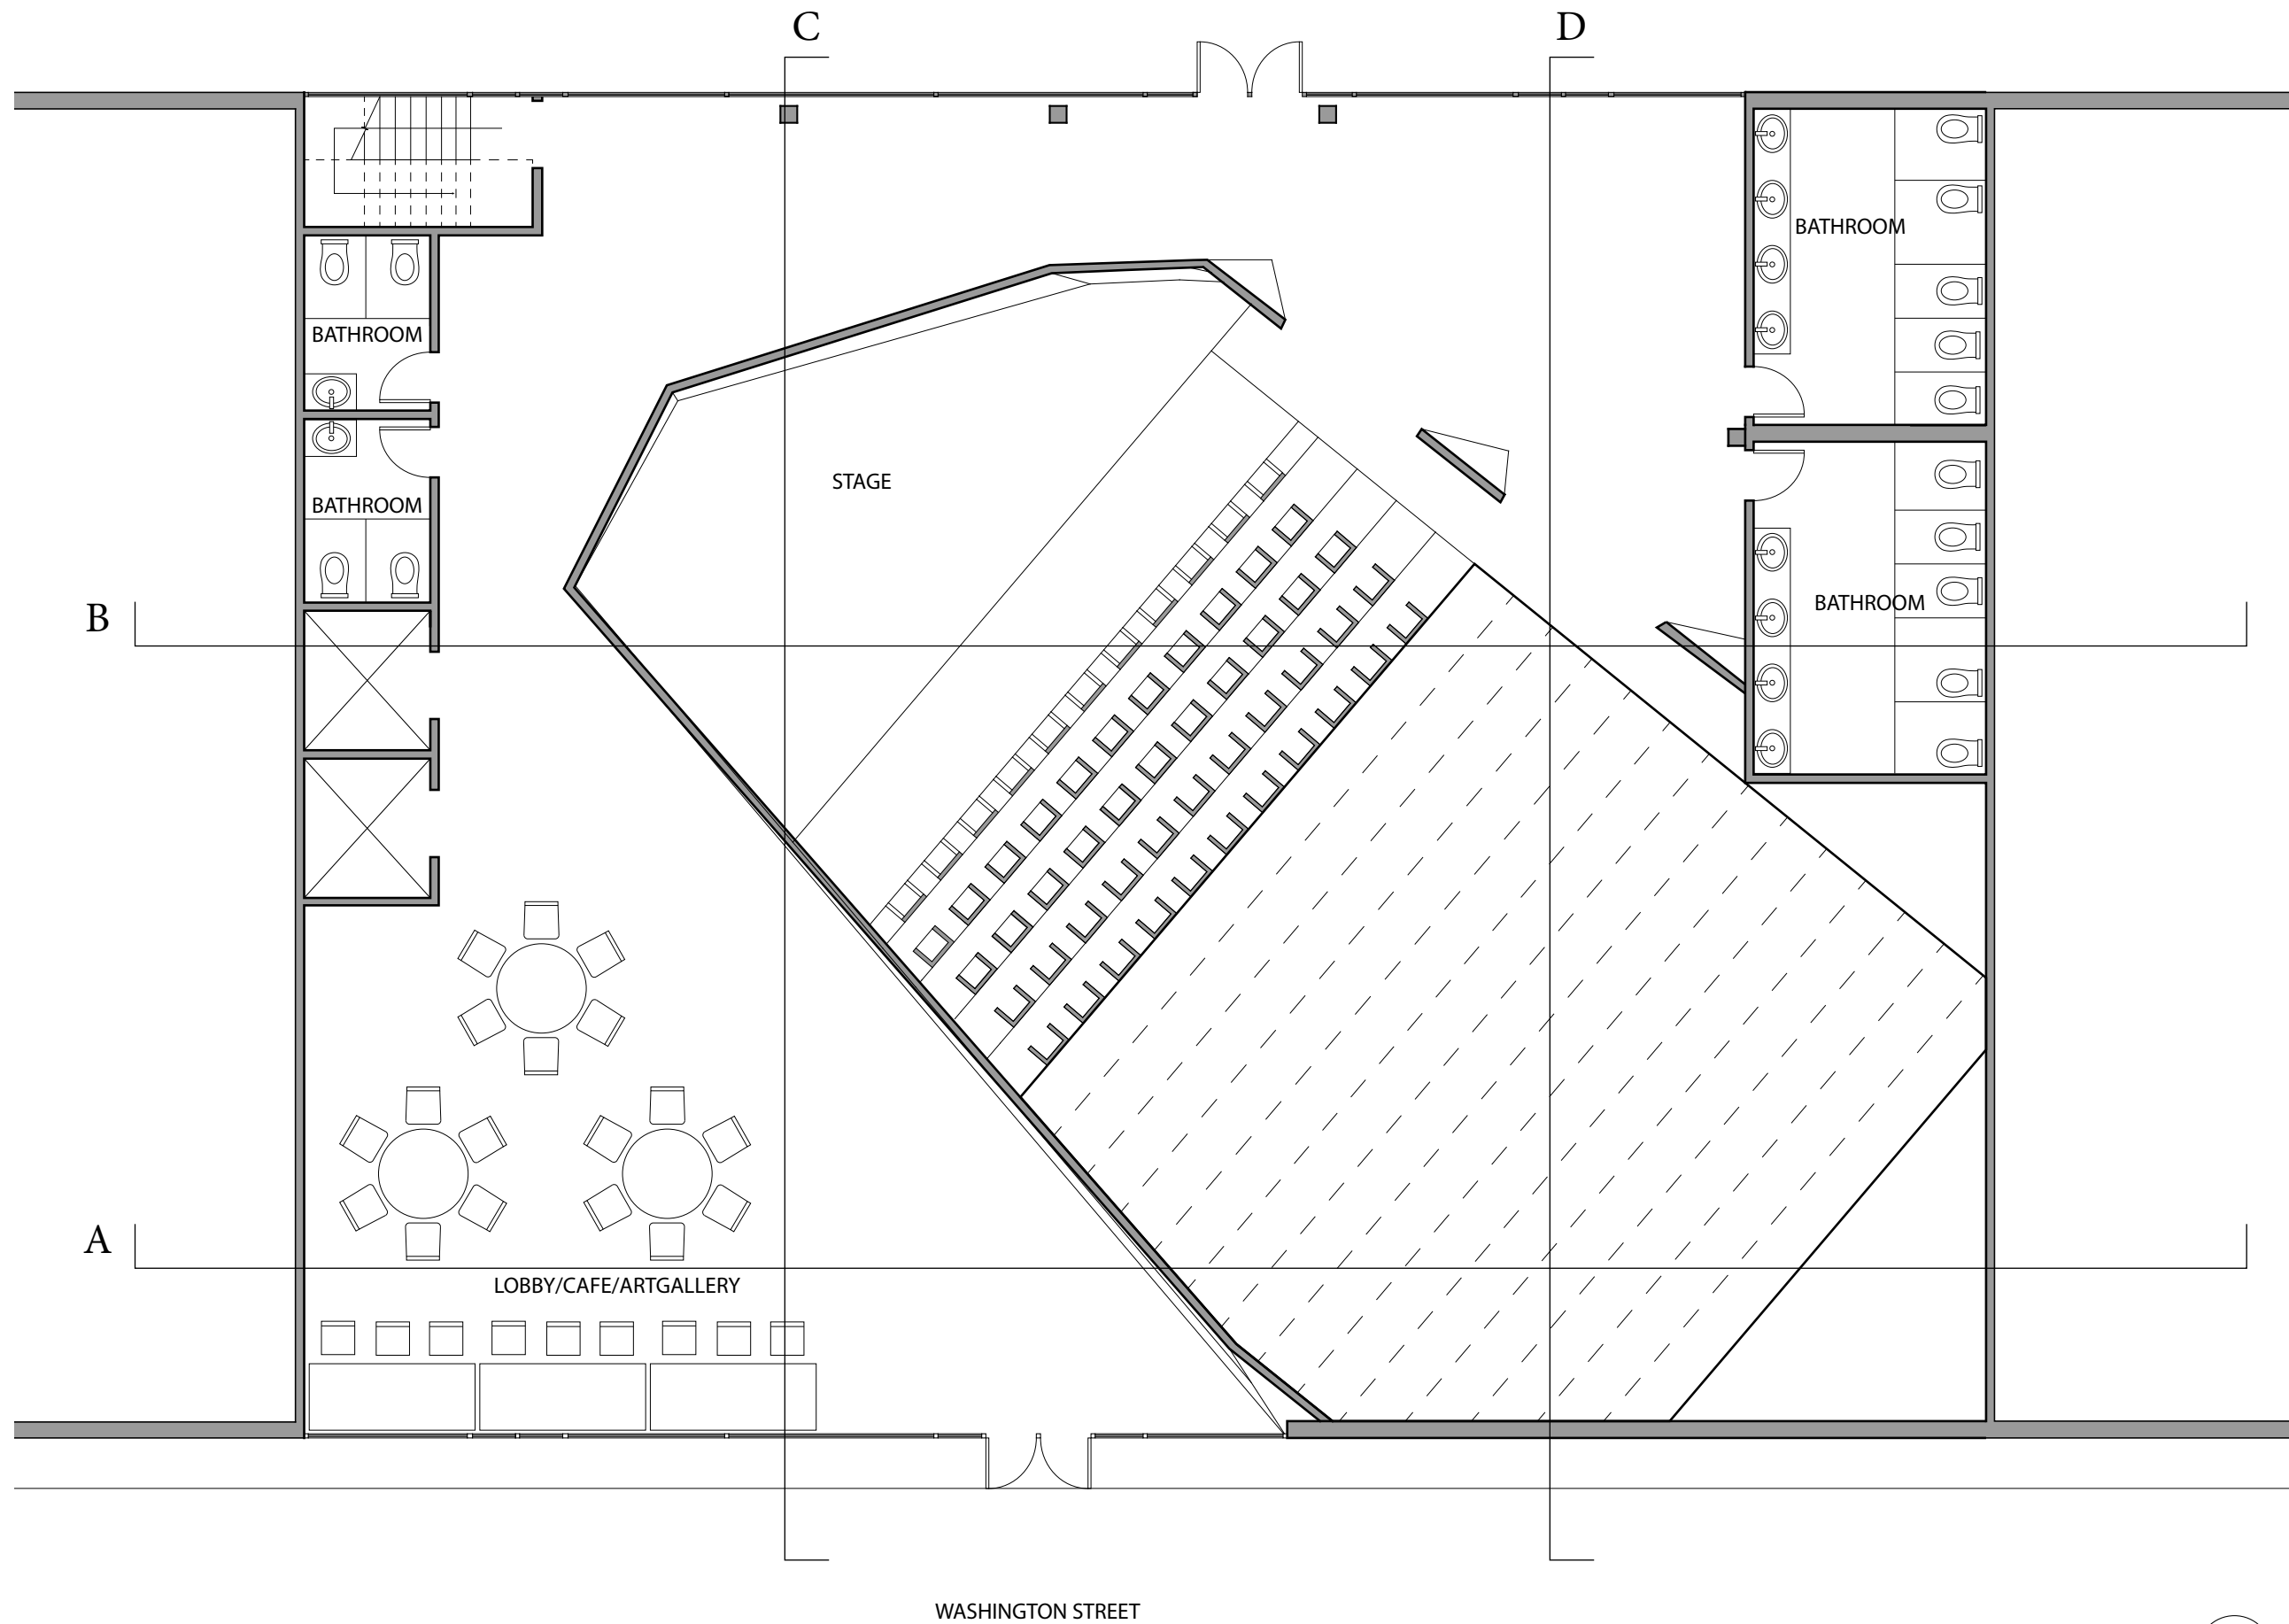 C
D
BATHROOM
BATHROOM
STAGE
BATHROOM
BATHROOM
B
A
LOBBY/CAFE/ARTGALLERY
WASHINGTON STREET